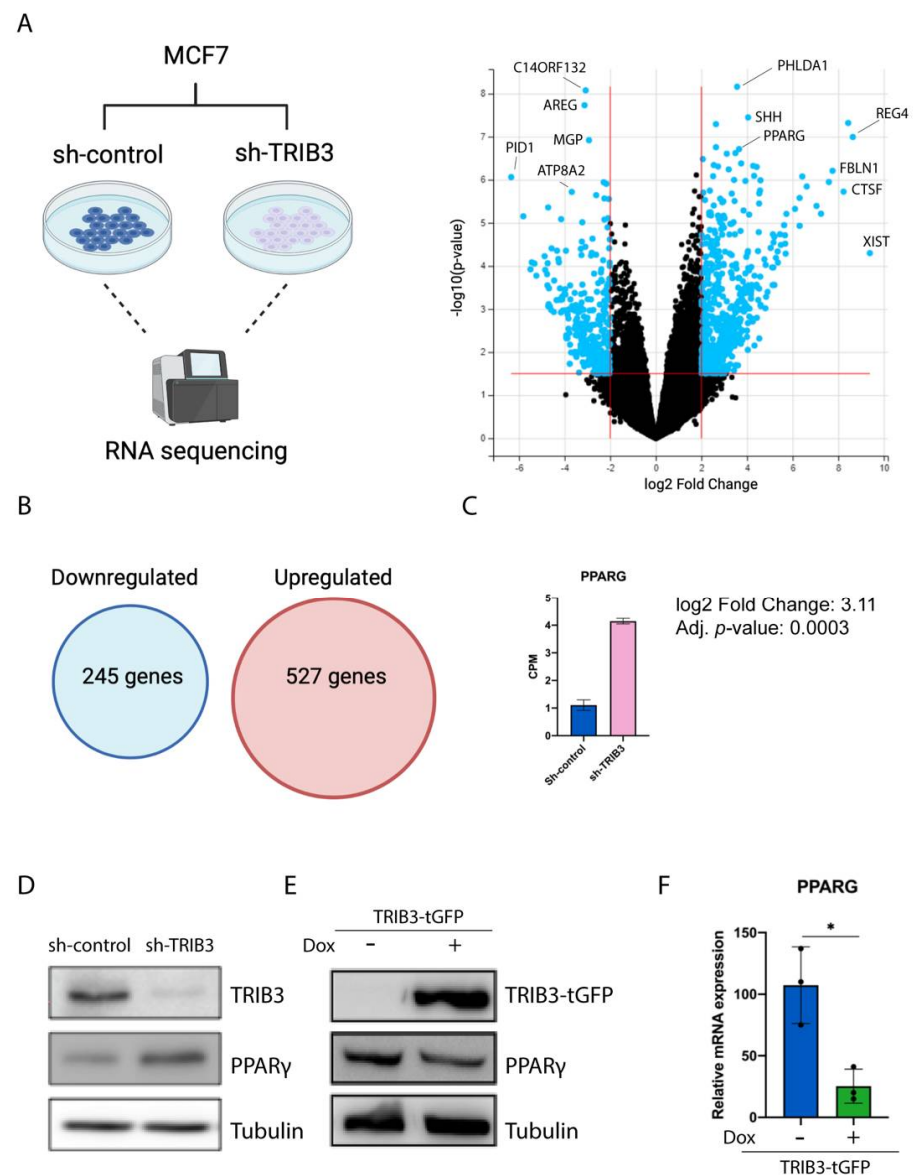 A
MCF7
sh-control sh-TRIB3
RNA sequencing
-log10(p-value)
8
7
6
5
4
3
2
1
0
C14ORF132
AREG
MGP
PID1
ATP8A2
PHLDA1
SHH
REG4
PPARG
FBLN1
CTSF
XIST
-6 -4 -2 0 2 4 6 8 10
log2 Fold Change
B
Downregulated Upregulated
245 genes 527 genes
C
PPARG
CPM
5
4
3
2
1
0
Sh-control sh-TRIB3
log2 Fold Change: 3.11
Adj. p-value: 0.0003
D
sh-control sh-TRIB3
TRIB3
PPARγ
Tubulin
E
TRIB3-tGFP
Dox - +
TRIB3-tGFP
PPARγ
Tubulin
F
PPARG
*
Relative mRNA expression
150
100
50
0
Dox - +
TRIB3-tGFP